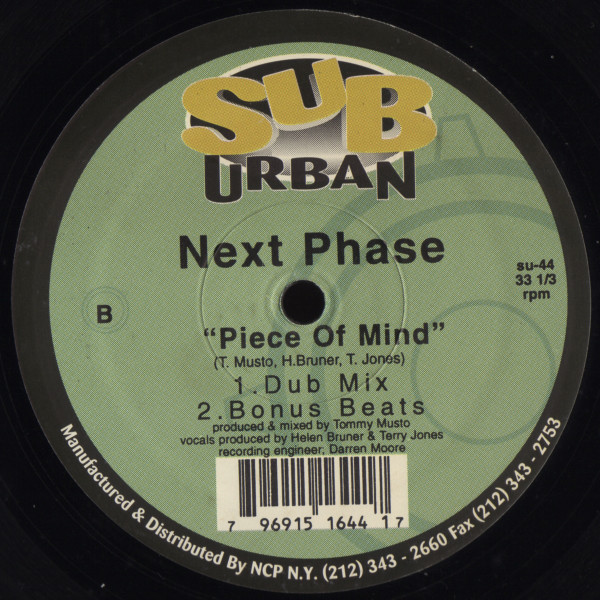 SUB
URBAN
Next Phase
su-44
33 1/3
rpm
B
"Piece Of Mind"
(T. Musto, H.Bruner, T. Jones)
1.Dub Mix
2.Bonus Beats
produced & mixed by Tommy Musto
vocals produced by Helen Bruner & Terry Jones
recording engineer, Darren Moore
7 96915 1644 1 7
Manufactured & Distributed By NCP N.Y. (212) 343 - 2660 Fax (212) 343 - 2753